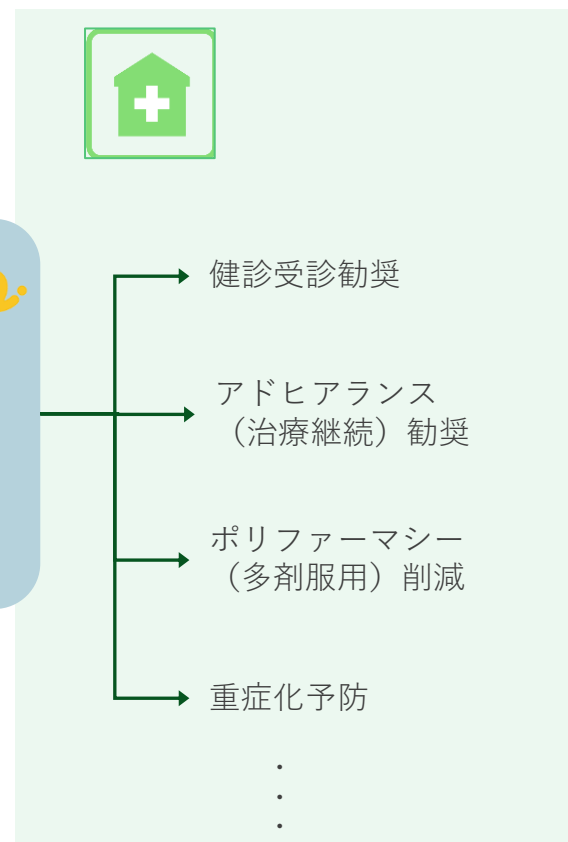 健診受診勧奨
アドヒアランス
（治療継続）勧奨
ポリファーマシー
（多剤服用）削減
重症化予防
・
・
・